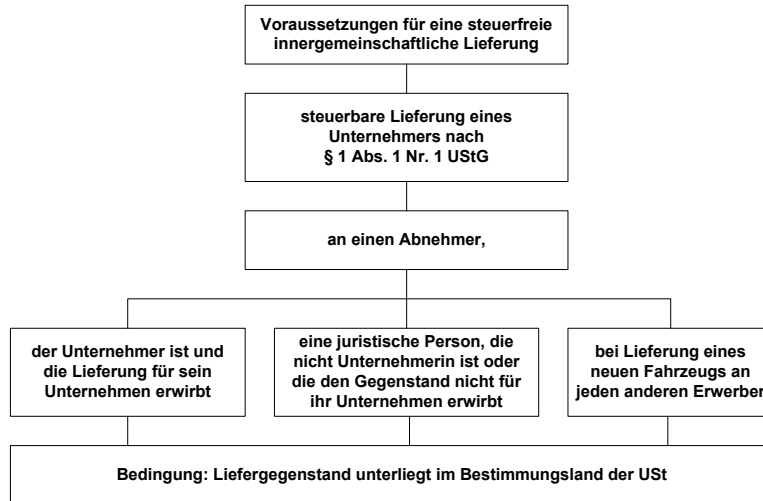 Voraussetzungen für eine steuerfreie
innergemeinschaftliche Lieferung
steuerbare Lieferung eines
Unternehmers nach
§ 1 Abs. 1 Nr. 1 UStG
an einen Abnehmer,
der Unternehmer ist und
die Lieferung für sein
Unternehmen erwirbt
eine juristische Person, die
nicht Unternehmerin ist oder
die den Gegenstand nicht für
ihr Unternehmen erwirbt
bei Lieferung eines
neuen Fahrzeugs an
jeden anderen Erwerber
Bedingung: Liefergegenstand unterliegt im Bestimmungsland der USt